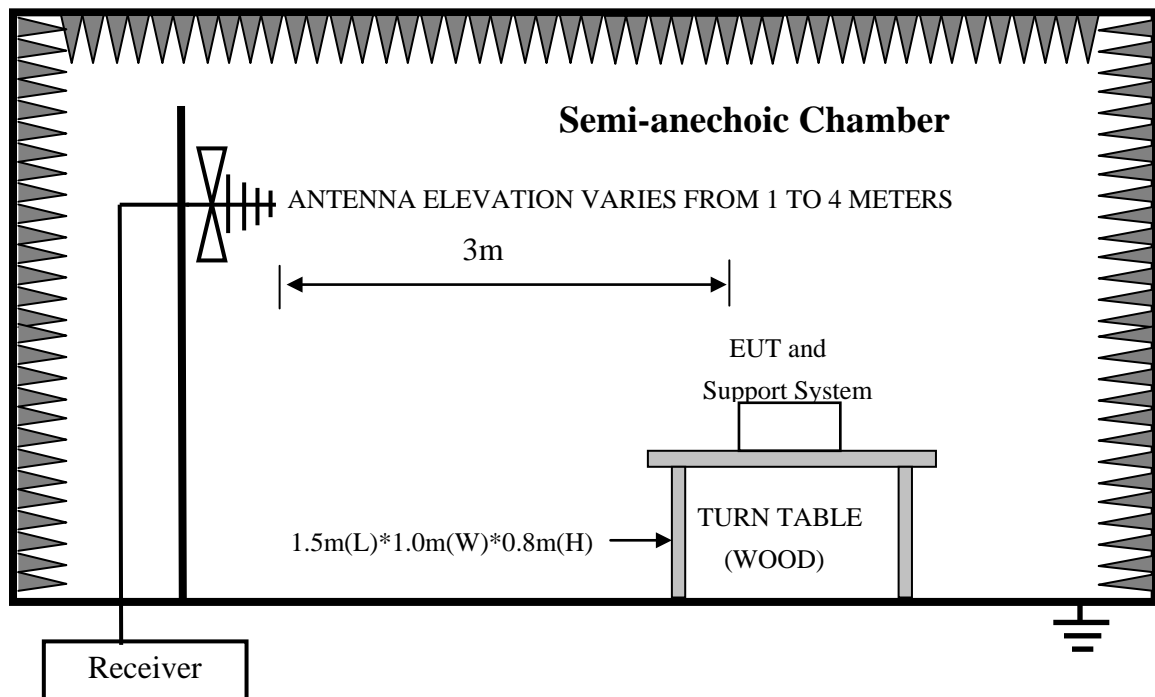 Semi-anechoic Chamber
ANTENNA ELEVATION VARIES FROM 1 TO 4 METERS
3m
EUT and
Support System
TURN TABLE
(WOOD)
1.5m(L)*1.0m(W)*0.8m(H)
Receiver